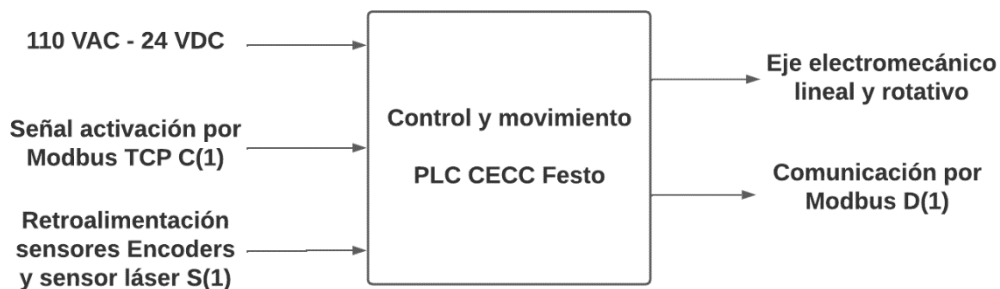 110 VAC - 24 VDC
Señal activación por
Modbus TCP C(1)
Retroalimentación
sensores Encoders
y sensor láser S(1)
Control y movimiento
PLC CECC Festo
Eje electromecánico
lineal y rotativo
Comunicación por
Modbus D(1)